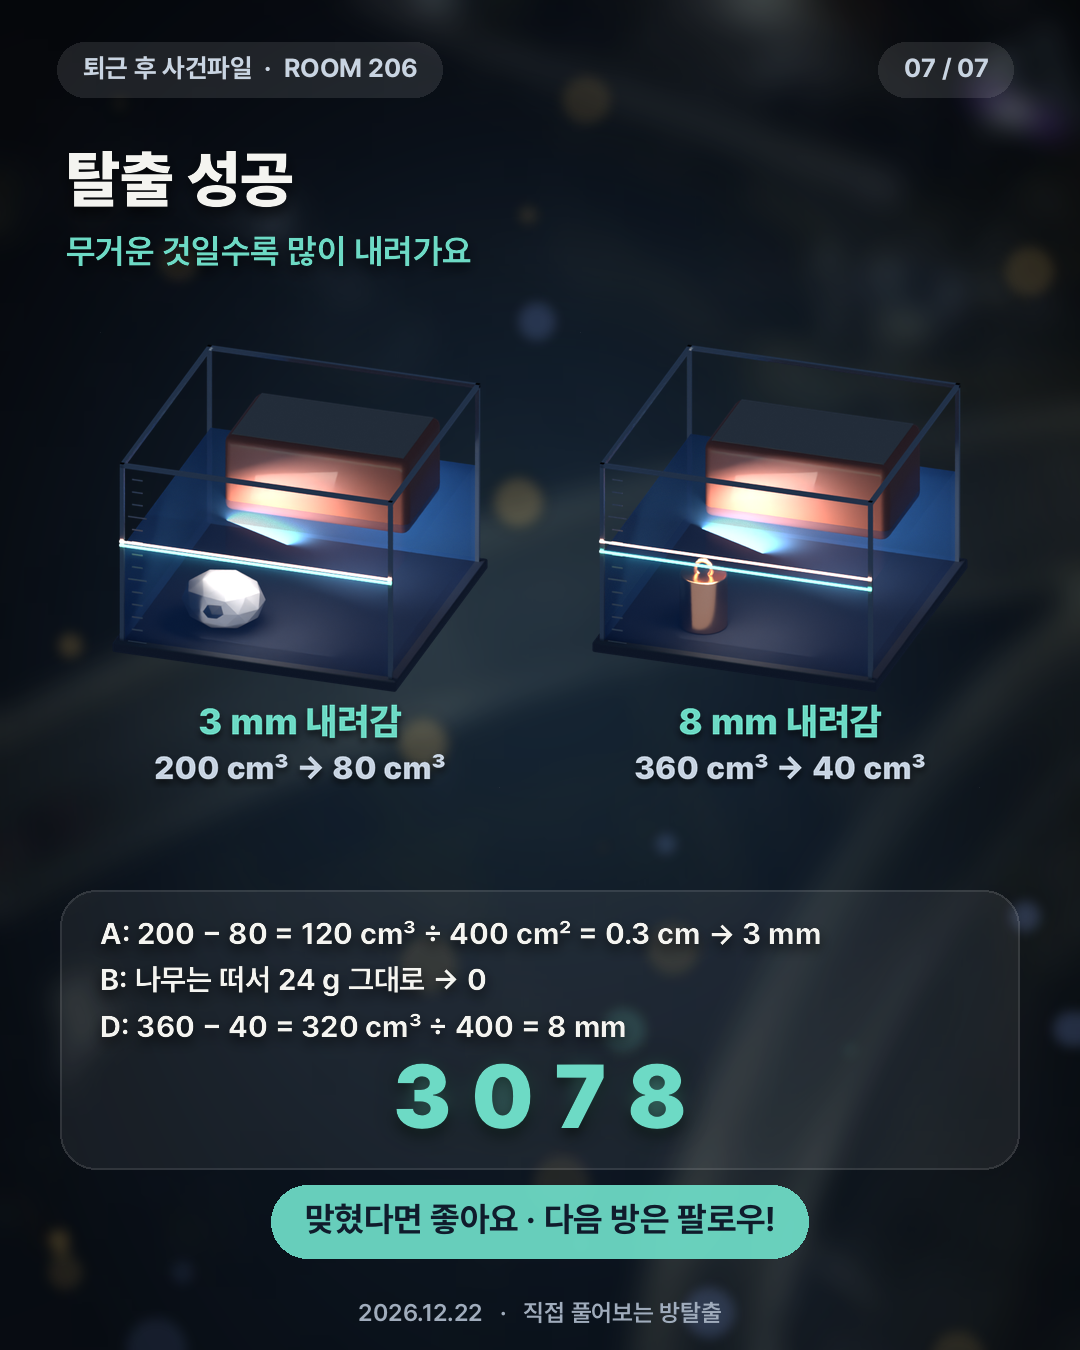 퇴근 후 사건파일 · ROOM 206
07 / 07
탈출 성공
무거운 것일수록 많이 내려가요
3 mm 내려감
200 cm³ → 80 cm³
8 mm 내려감
360 cm³ → 40 cm³
A: 200 − 80 = 120 cm³ ÷ 400 cm² = 0.3 cm → 3 mm
B: 나무는 떠서 24 g 그대로 → 0
D: 360 − 40 = 320 cm³ ÷ 400 = 8 mm
3 0 7 8
맞혔다면 좋아요 · 다음 방은 팔로우!
2026.12.22 · 직접 풀어보는 방탈출